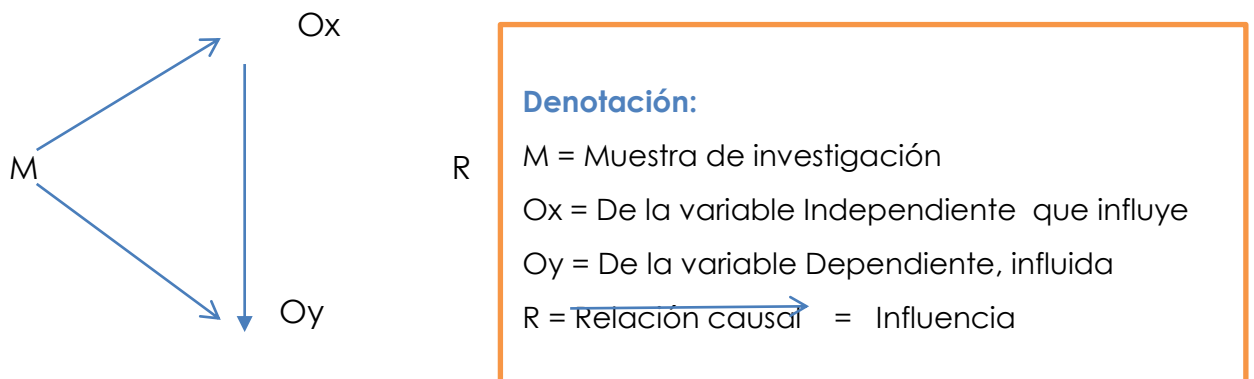 Ox
M
R
Oy
Denotación:
M = Muestra de investigación
Ox = De la variable Independiente que influye
Oy = De la variable Dependiente, influida
R = Relación causal = Influencia